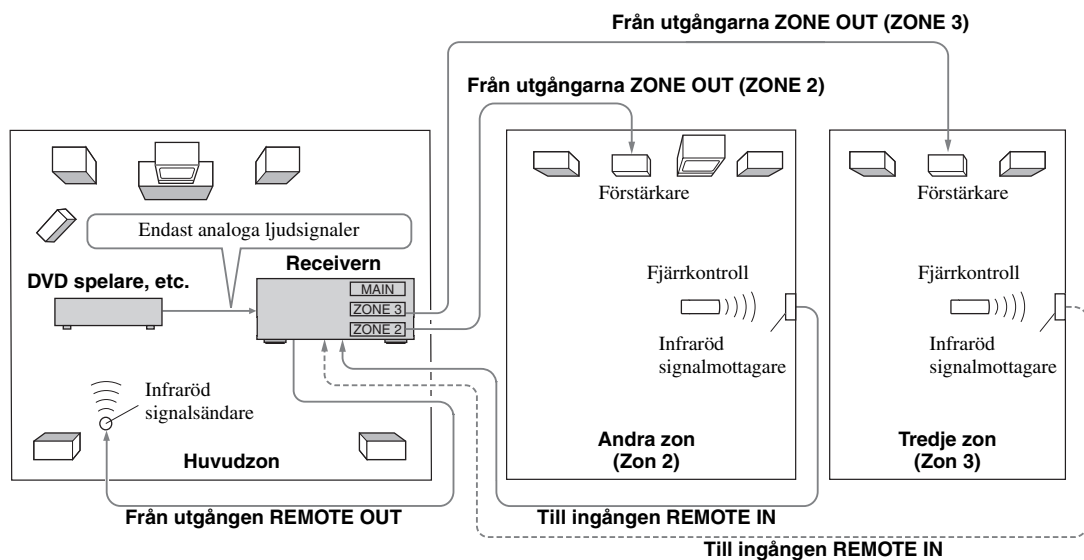 Från utgångarna ZONE OUT (ZONE 3)
Från utgångarna ZONE OUT (ZONE 2)
Förstärkare
Förstärkare
Endast analoga ljudsignaler
Receivern
DVD spelare, etc.
MAIN
ZONE 3
ZONE 2
Fjärrkontroll
Fjärrkontroll
Infraröd
signalmottagare
Infraröd
signalmottagare
Infraröd
signalsändare
Huvudzon
Andra zon
(Zon 2)
Tredje zon
(Zon 3)
Från utgången REMOTE OUT
Till ingången REMOTE IN
Till ingången REMOTE IN